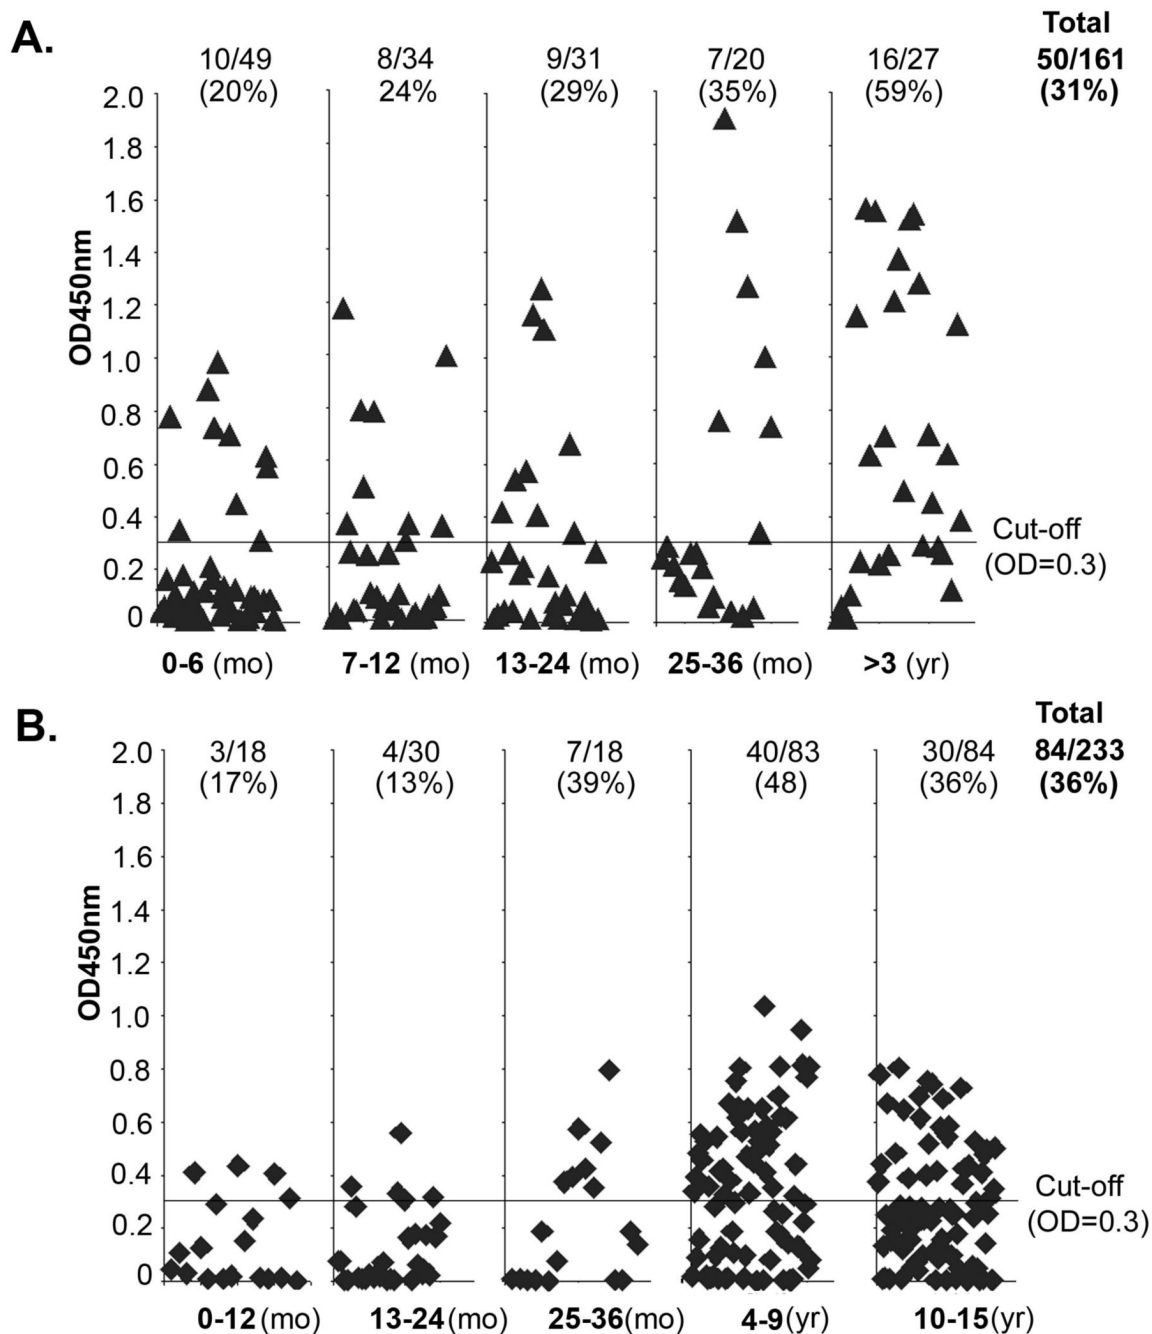 A.
Total
10/49 8/34 9/31 7/20 16/27 50/161
(20%) 24% (29%) (35%) (59%) (31%)
2.0
1.8
1.6
1.4
1.2
1.0
0.8
0.6
0.4
0.2
0
OD450nm
Cut-off
(OD=0.3)
0-6 (mo) 7-12 (mo) 13-24 (mo) 25-36 (mo) >3 (yr)
B.
Total
3/18 4/30 7/18 40/83 30/84 84/233
(17%) (13%) (39%) (48) (36%) (36%)
2.0
1.8
1.6
1.4
1.2
1.0
0.8
0.6
0.4
0.2
0
OD450nm
Cut-off
(OD=0.3)
0-12 (mo) 13-24 (mo) 25-36(mo) 4-9(yr) 10-15(yr)